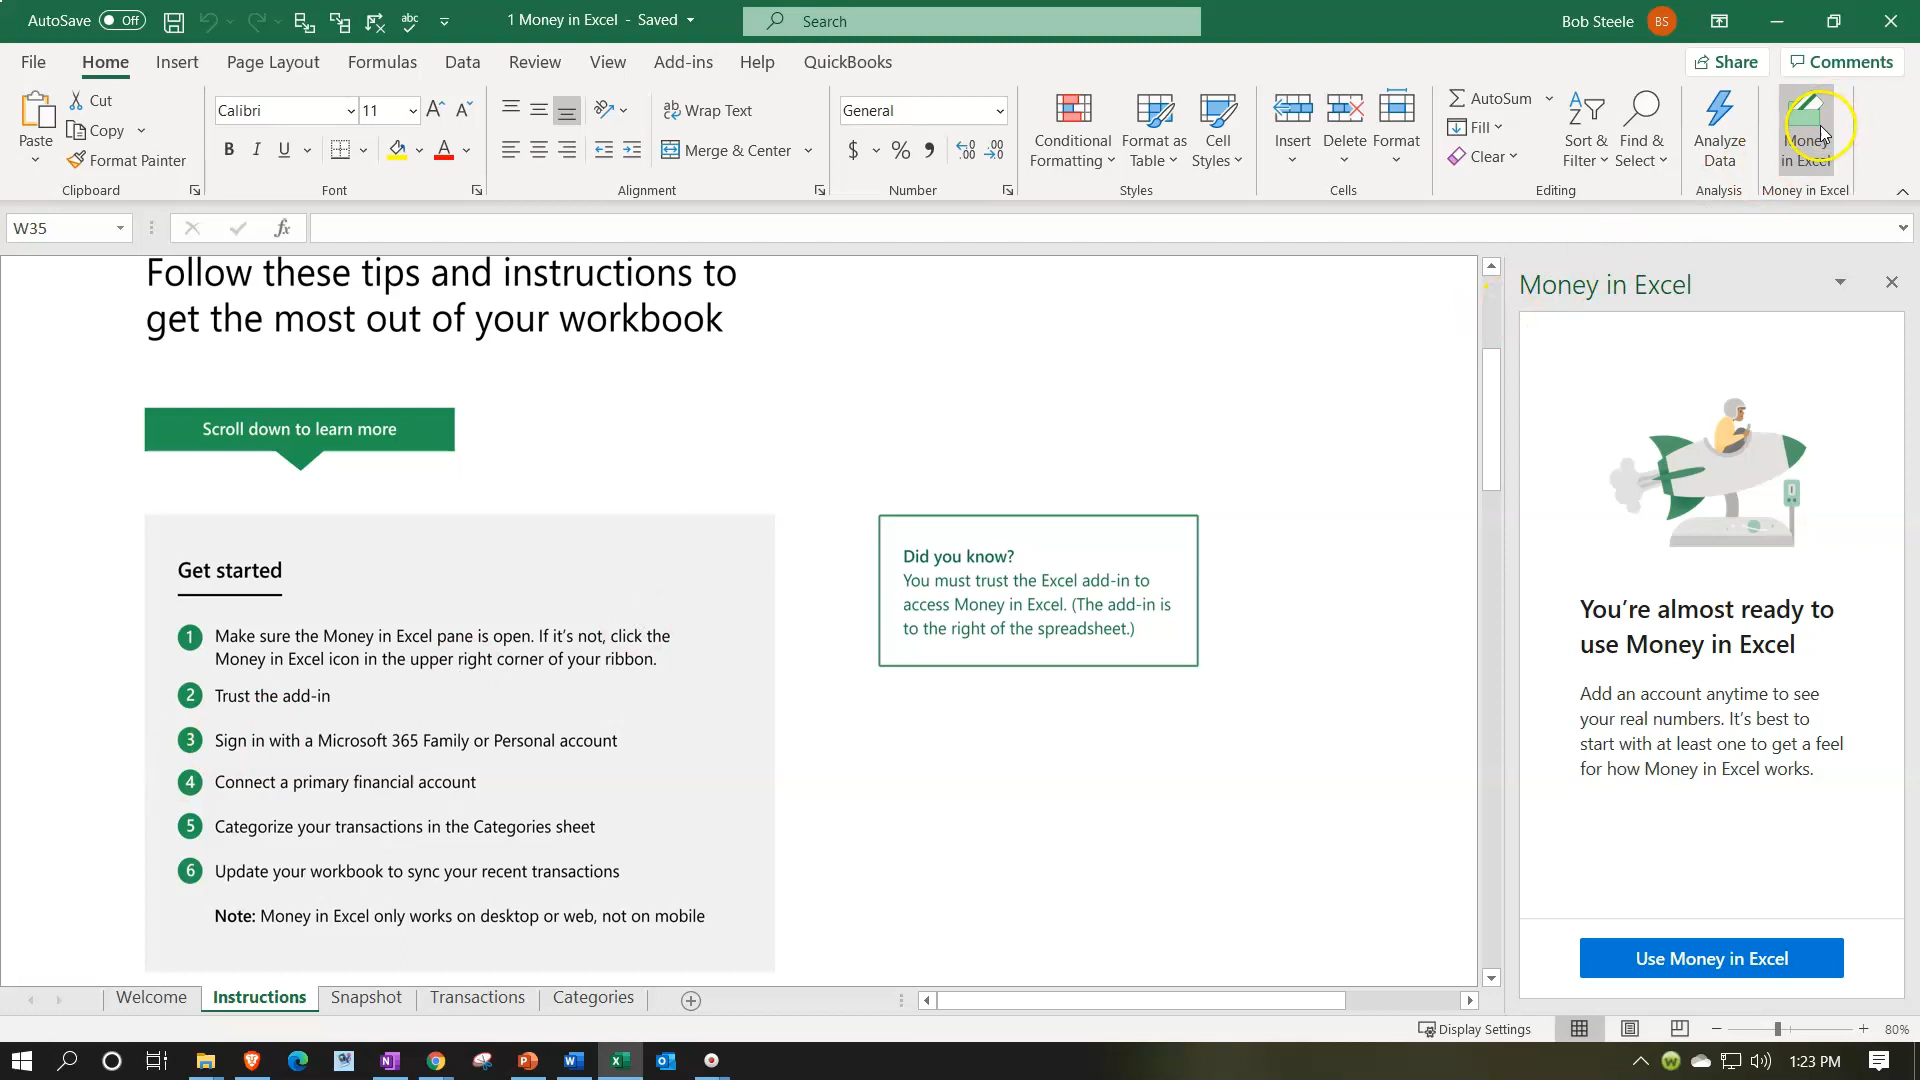 AutoSave Off
1 Money in Excel - Saved
Search
Bob Steele BS
File Home Insert Page Layout Formulas Data Review View Add-ins Help QuickBooks
Share Comments
Paste
Cut
Copy
Format Painter
Clipboard
Calibri 11
B I U A
Font
Wrap Text
Merge & Center
Alignment
General
$ % 9
Number
Conditional
Formatting
Format as
Table
Cell
Styles
Styles
Insert Delete Format
Cells
AutoSum
Fill
Clear
Sort &
Filter
Find &
Select
Editing
Analyze
Data
Analysis
Money
in Excel
Money in Excel
W35
fx
Follow these tips and instructions to
get the most out of your workbook
Scroll down to learn more
Get started
1 Make sure the Money in Excel pane is open. If it's not, click the
Money in Excel icon in the upper right corner of your ribbon.
2 Trust the add-in
3 Sign in with a Microsoft 365 Family or Personal account
4 Connect a primary financial account
5 Categorize your transactions in the Categories sheet
6 Update your workbook to sync your recent transactions
Note: Money in Excel only works on desktop or web, not on mobile
Did you know?
You must trust the Excel add-in to
access Money in Excel. (The add-in is
to the right of the spreadsheet.)
Money in Excel
You're almost ready to
use Money in Excel
Add an account anytime to see
your real numbers. It's best to
start with at least one to get a feel
for how Money in Excel works.
Use Money in Excel
Welcome Instructions Snapshot Transactions Categories
Display Settings
80%
1:23 PM